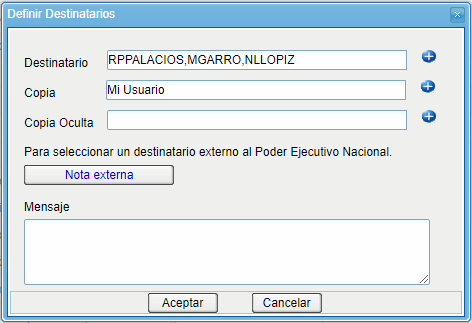 Definir Destinatarios
Destinatario RPPALACIOS,MGARRO,NLLOPIZ
Copia Mi Usuario
Copia Oculta
Para seleccionar un destinatario externo al Poder Ejecutivo Nacional.
Nota externa
Mensaje
Aceptar Cancelar